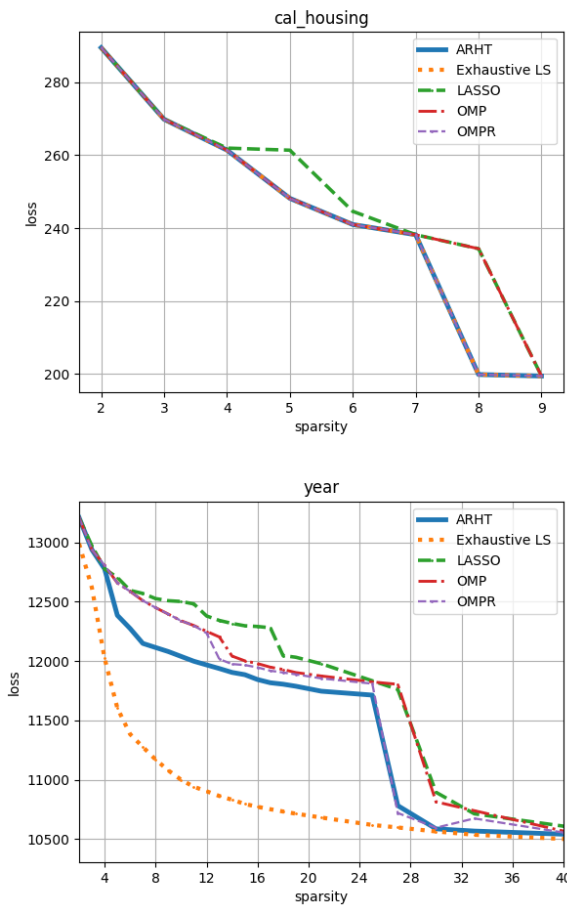 cal_housing
280
260
240
220
200
loss
ARHT
Exhaustive LS
LASSO
OMP
OMPR
2 3 4 5 6 7 8 9
sparsity
year
13000
12500
12000
11500
11000
10500
loss
ARHT
Exhaustive LS
LASSO
OMP
OMPR
4 8 12 16 20 24 28 32 36 40
sparsity